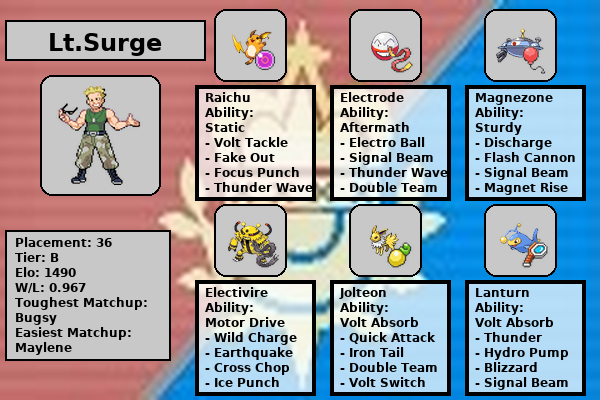 Lt.Surge
Raichu
Ability:
Static
- Volt Tackle
- Fake Out
- Focus Punch
- Thunder Wave
Electrode
Ability:
Aftermath
- Electro Ball
- Signal Beam
- Thunder Wave
- Double Team
Magnezone
Ability:
Sturdy
- Discharge
- Flash Cannon
- Signal Beam
- Magnet Rise
Placement: 36
Tier: B
Elo: 1490
W/L: 0.967
Toughest Matchup:
Bugsy
Easiest Matchup:
Maylene
Electivire
Ability:
Motor Drive
- Wild Charge
- Earthquake
- Cross Chop
- Ice Punch
Jolteon
Ability:
Volt Absorb
- Quick Attack
- Iron Tail
- Double Team
- Volt Switch
Lanturn
Ability:
Volt Absorb
- Thunder
- Hydro Pump
- Blizzard
- Signal Beam